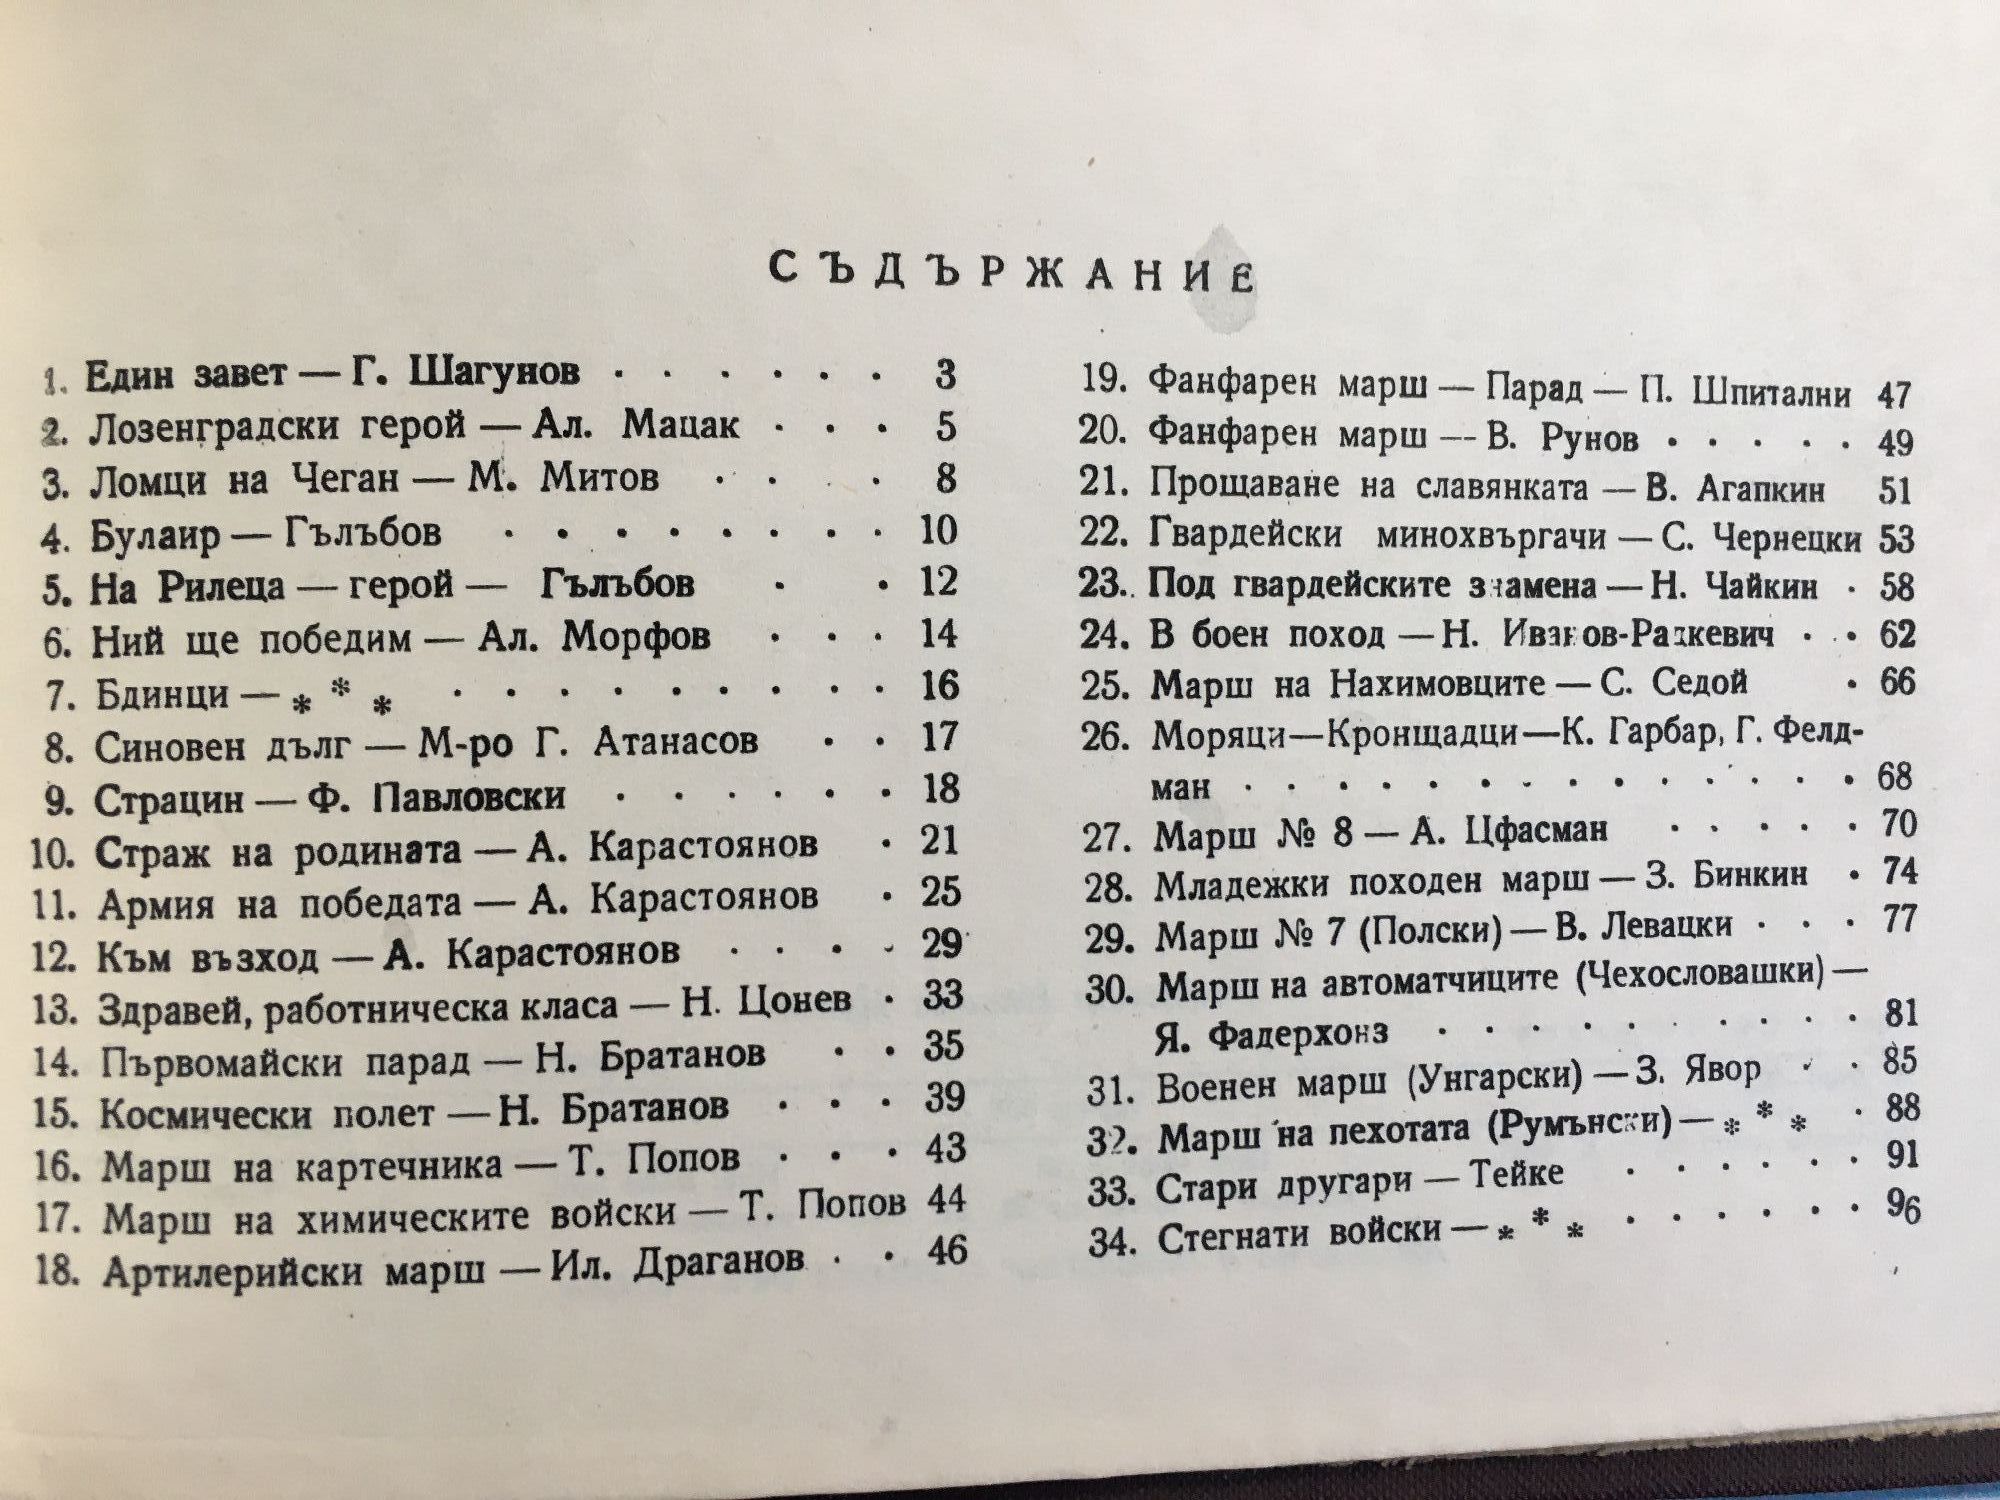 СЪДЪРЖАНИЕ
1. Един завет — Г. Шагунов . . . . . . 3
2. Лозенградски герой — Ал. Мацак . . . 5
3. Ломци на Чеган — М. Митов . . . 8
4. Булаир — Гълъбов . . . . . . . . 10
5. На Рилеца — герой — Гълъбов . . 12
6. Ний ще победим — Ал. Морфов . . . 14
7. Бдинци — * * * . . . . . . . . . 16
8. Синовен дълг — М-ро Г. Атанасов . . 17
9. Страцин — Ф. Павловски . . . . . . 18
10. Страж на родината — А. Карастоянов . 21
11. Армия на победата — А. Карастоянов . 25
12. Към възход — А. Карастоянов . . . . 29
13. Здравей, работническа класа — Н. Цонев . 33
14. Първомайски парад — Н. Братанов . . 35
15. Космически полет — Н. Братанов . . . 39
16. Марш на картечника — Т. Попов . . . 43
17. Марш на химическите войски — Т. Попов 44
18. Артилерийски марш — Ил. Драганов . . 46
19. Фанфарен марш — Парад — П. Шпитални 47
20. Фанфарен марш — В. Рунов . . . . . 49
21. Прощаване на славянката — В. Агапкин 51
22. Гвардейски минохвъргачи — С. Чернецки 53
23. Под гвардейските знамена — Н. Чайкин . 58
24. В боен поход — Н. Иванов-Радкевич . . 62
25. Марш на Нахимовците — С. Седой . 66
26. Моряци—Кронщадци—К. Гарбар, Г. Фелд-
ман . . . . . . . . . . . . . 68
27. Марш № 8 — А. Цфасман . . . . . 70
28. Младежки походен марш — З. Бинкин . 74
29. Марш № 7 (Полски) — В. Левацки . . . 77
30. Марш на автоматчиците (Чехословашки) —
Я. Фадерхонз . . . . . . . . . 81
31. Военен марш (Унгарски) — З. Явор . . 85
32. Марш на пехотата (Румънски) — * * * . 88
33. Стари другари — Тейке . . . . . . 91
34. Стегнати войски — * * * . . . . . . 96